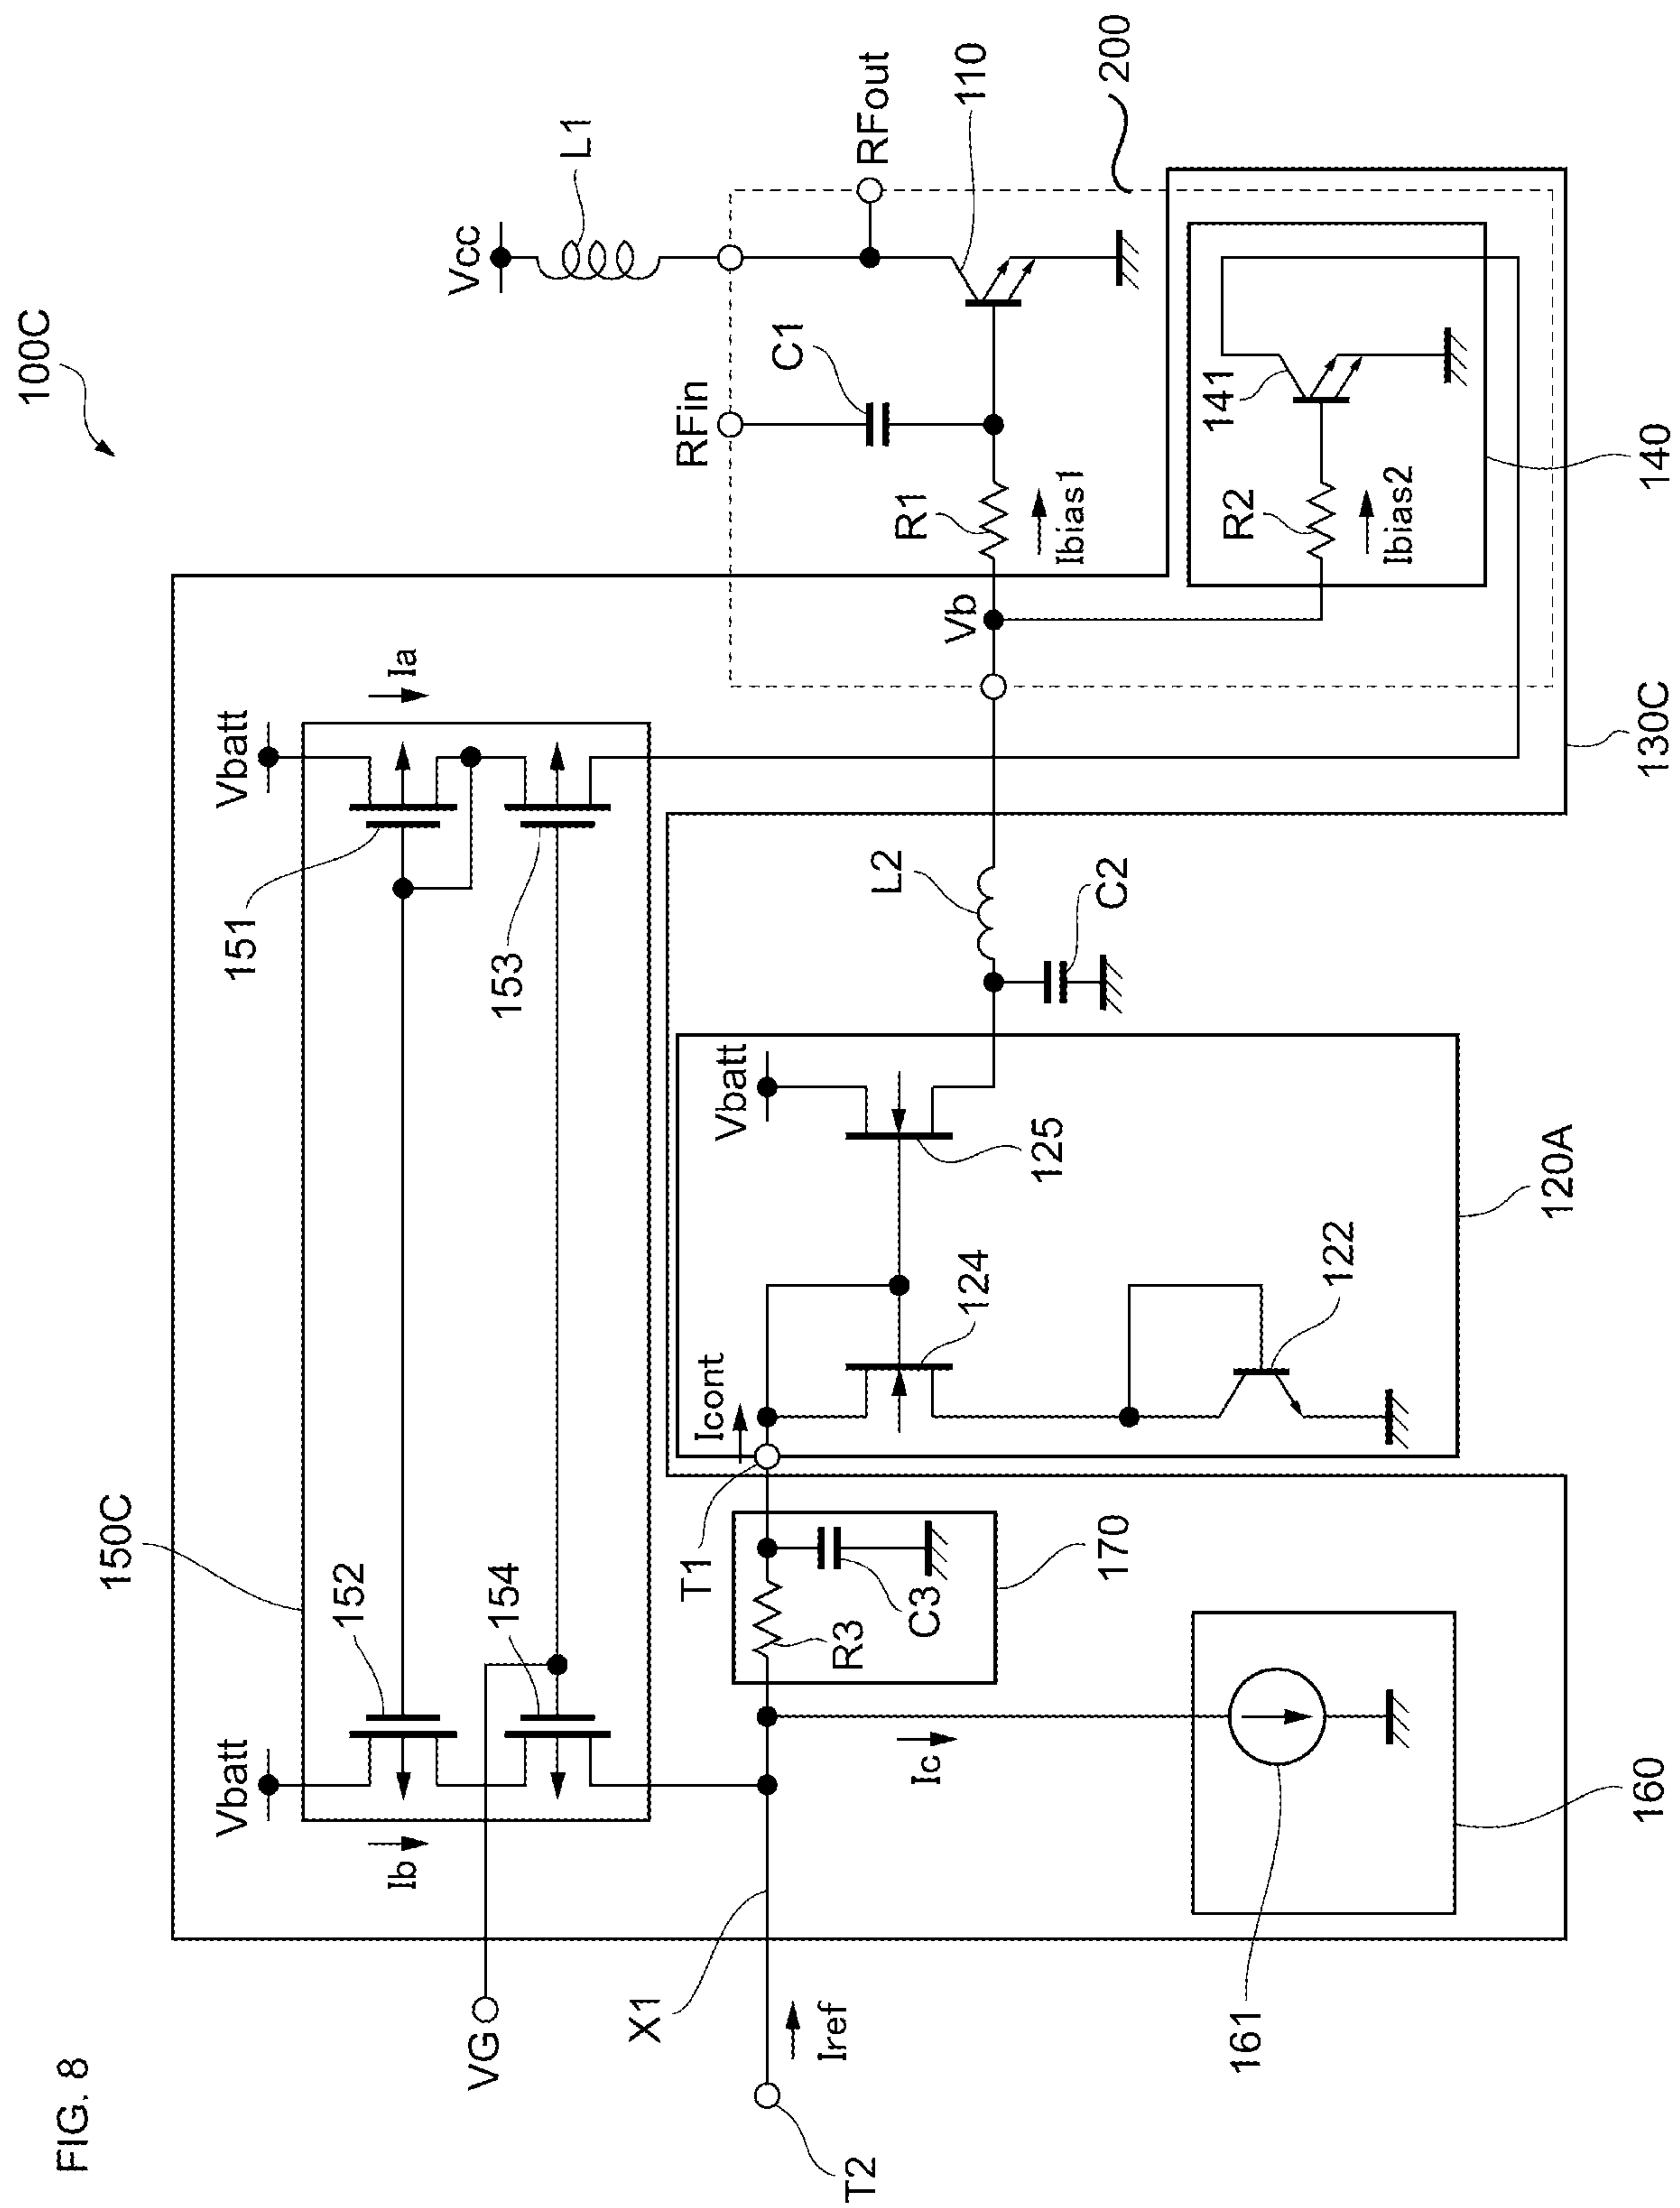 FIG. 8
100C
Vcc
L1
RFout
110
200
RFin
C1
R1
Ibias1
Vb
141
R2
Ibias2
140
130C
Vbatt
Ia
151
153
L2
C2
150C
152
154
Vbatt
Ib
VG
Vbatt
125
124
122
120A
Icont
T1
170
R3
C3
Ic
160
161
X1
Iref
T2